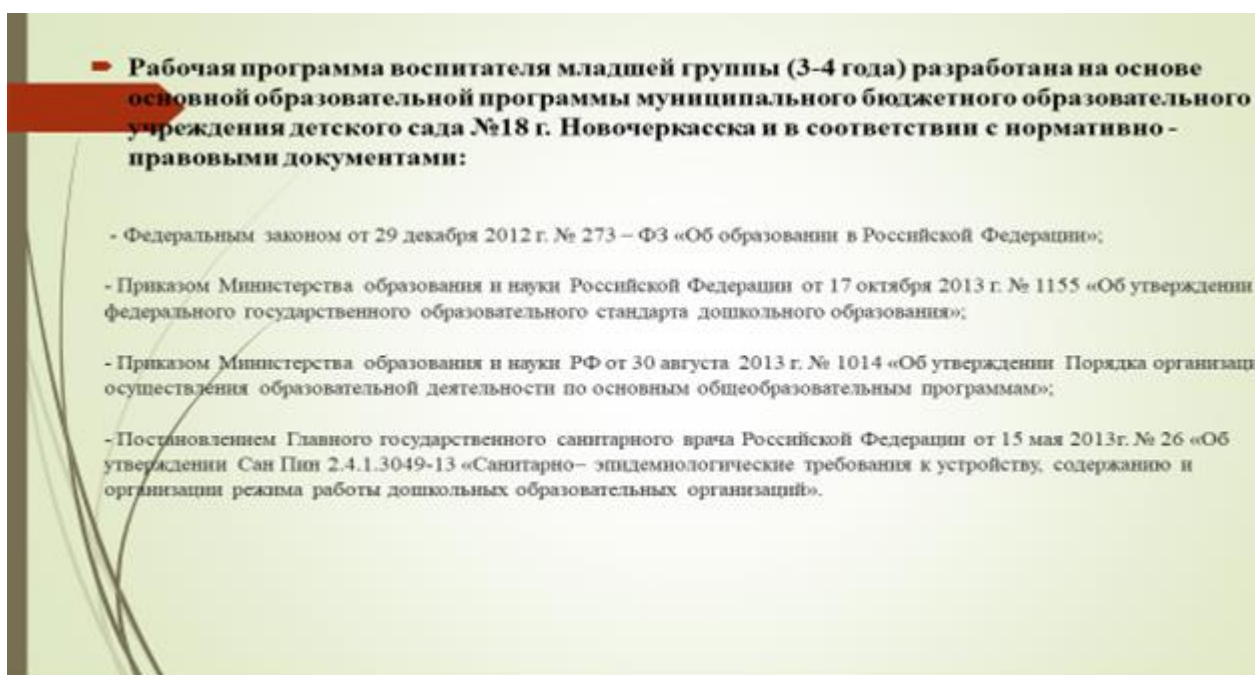 Рабочая программа воспитателя младшей группы (3-4 года) разработана на основе
основной образовательной программы муниципального бюджетного образовательного
учреждения детского сада №18 г. Новочеркасска и в соответствии с нормативно -
правовыми документами:
- Федеральным законом от 29 декабря 2012 г. № 273 – ФЗ «Об образовании в Российской Федерации»;
- Приказом Министерства образования и науки Российской Федерации от 17 октября 2013 г. № 1155 «Об утверждении
федерального государственного образовательного стандарта дошкольного образования»;
- Приказом Министерства образования и науки РФ от 30 августа 2013 г. № 1014 «Об утверждении Порядка организаци
осуществления образовательной деятельности по основным общеобразовательным программам»;
- Постановлением Главного государственного санитарного врача Российской Федерации от 15 мая 2013г. № 26 «Об
утверждении Сан Пин 2.4.1.3049-13 «Санитарно– эпидемиологические требования к устройству, содержанию и
организации режима работы дошкольных образовательных организаций».